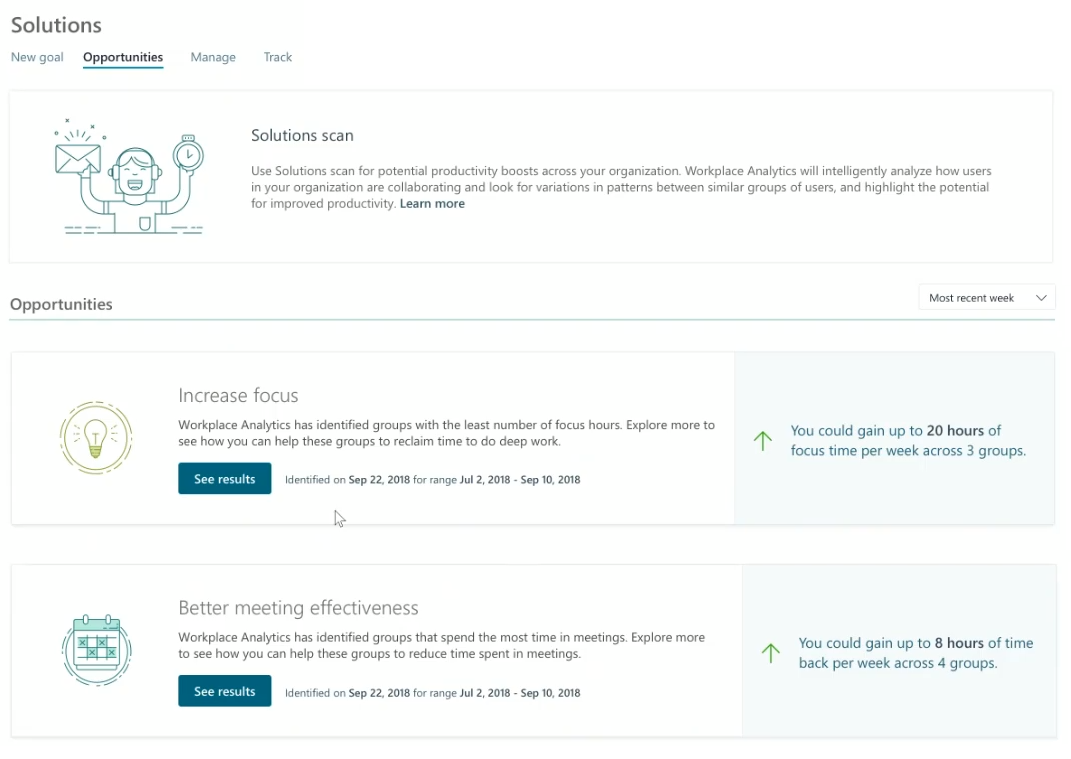 Solutions
New goal Opportunities Manage Track
Solutions scan
Use Solutions scan for potential productivity boosts across your organization. Workplace Analytics will intelligently analyze how users
in your organization are collaborating and look for variations in patterns between similar groups of users, and highlight the potential
for improved productivity. Learn more
Opportunities
Most recent week
Increase focus
Workplace Analytics has identified groups with the least number of focus hours. Explore more to
see how you can help these groups to reclaim time to do deep work.
See results Identified on Sep 22, 2018 for range Jul 2, 2018 - Sep 10, 2018
You could gain up to 20 hours of
focus time per week across 3 groups.
Better meeting effectiveness
Workplace Analytics has identified groups that spend the most time in meetings. Explore more
to see how you can help these groups to reduce time spent in meetings.
See results Identified on Sep 22, 2018 for range Jul 2, 2018 - Sep 10, 2018
You could gain up to 8 hours of time
back per week across 4 groups.